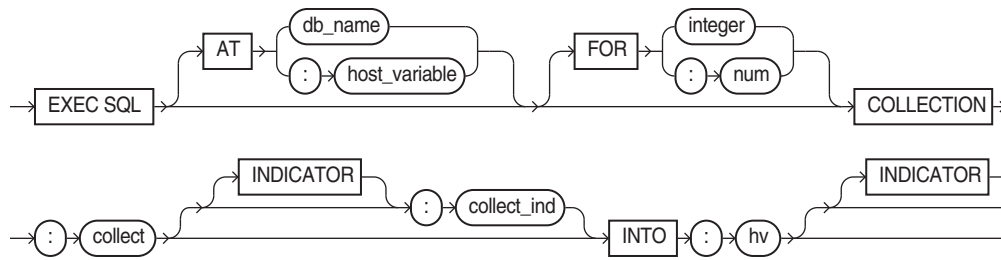 db_name integer
AT FOR
: host_variable : num
EXEC SQL COLLECTION
INDICATOR INDICATOR
: collect : collect_ind INTO : hv